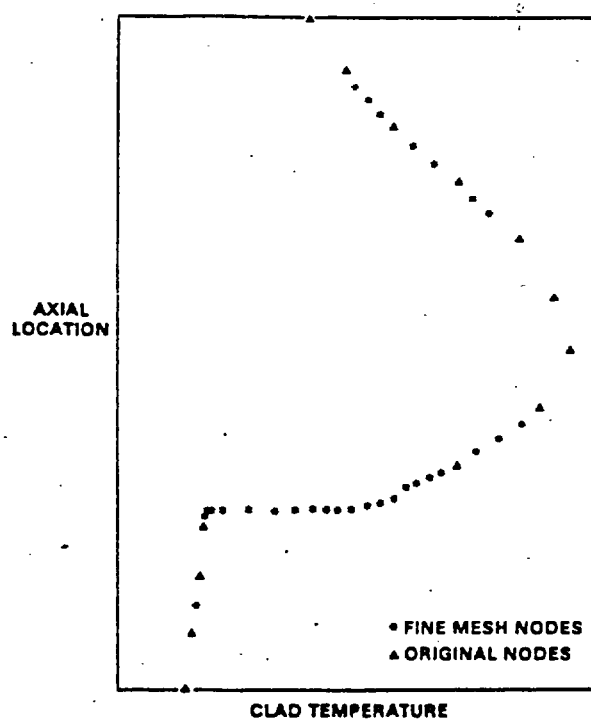 AXIAL
LOCATION
• FINE MESH NODES
▲ ORIGINAL NODES
CLAD TEMPERATURE